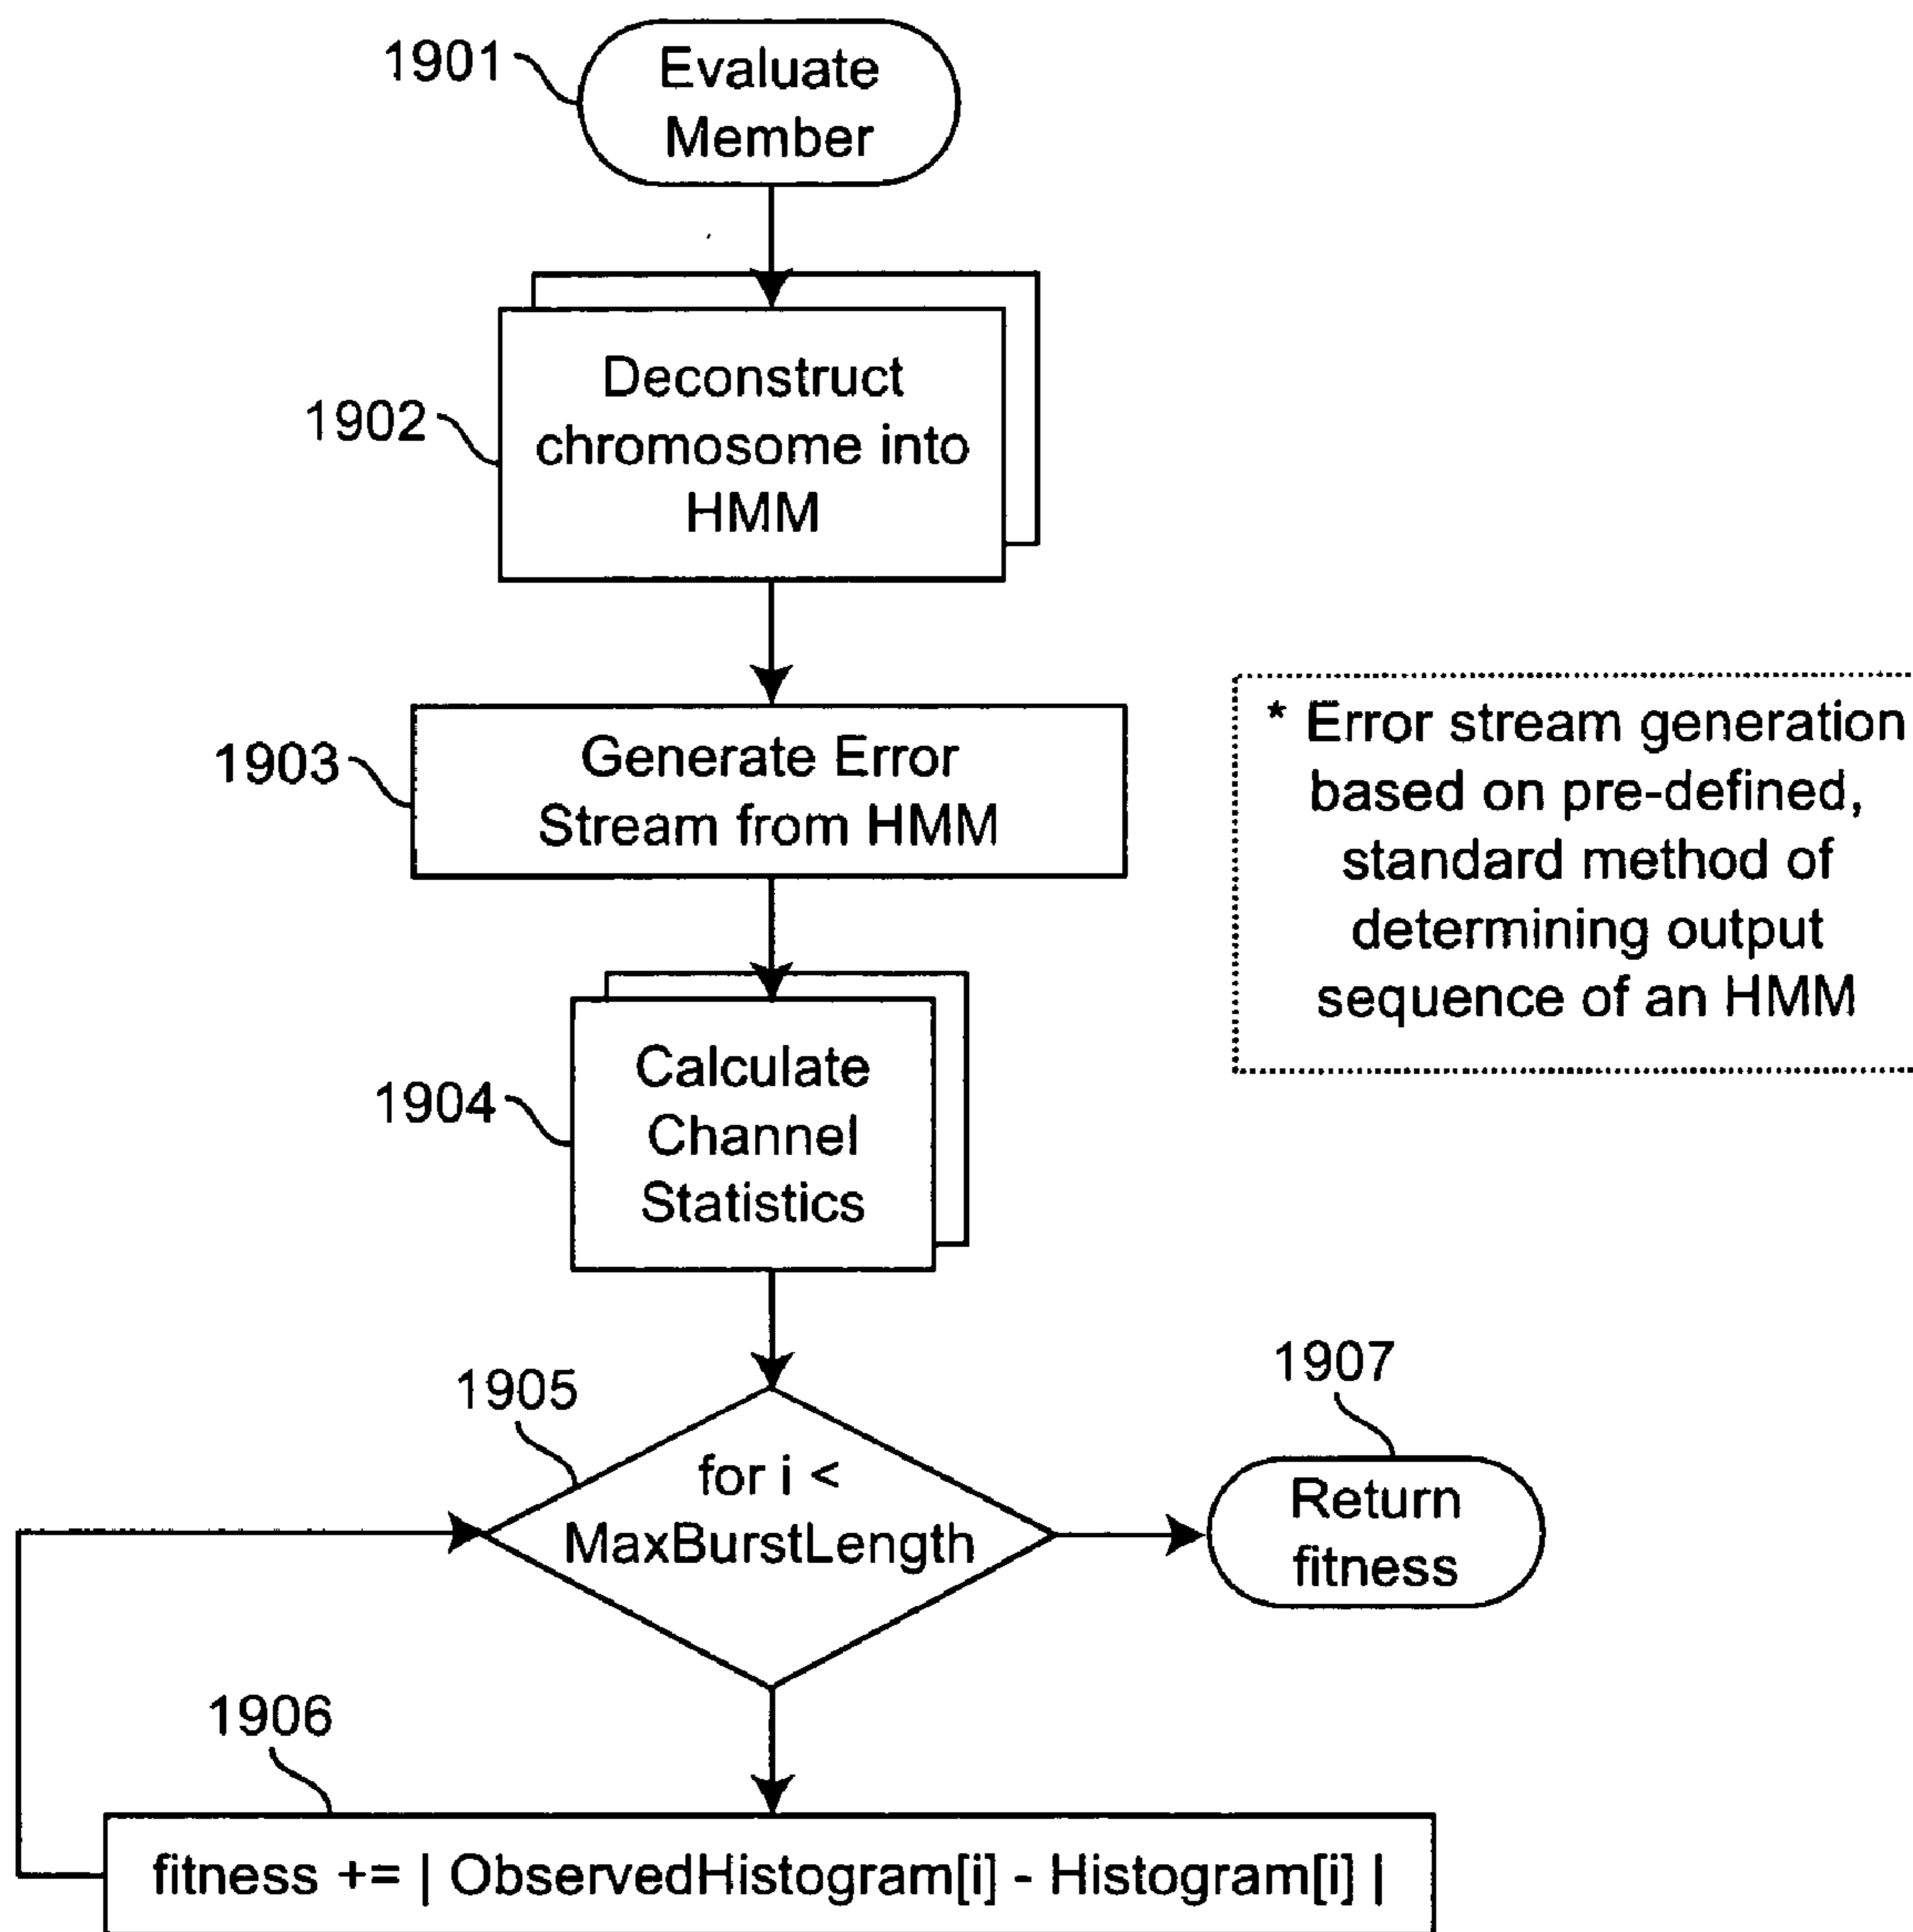 1901
Evaluate
Member
1902
Deconstruct
chromosome into
HMM
1903
Generate Error
Stream from HMM
* Error stream generation
based on pre-defined,
standard method of
determining output
sequence of an HMM
1904
Calculate
Channel
Statistics
1905
for i <
MaxBurstLength
1907
Return
fitness
1906
fitness += | ObservedHistogram[i] - Histogram[i] |